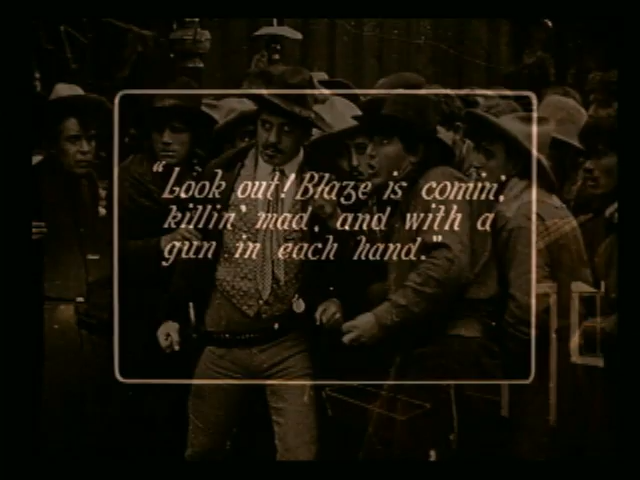 "Look out! Blaze is comin',
killin' mad, and with a
gun in each hand."